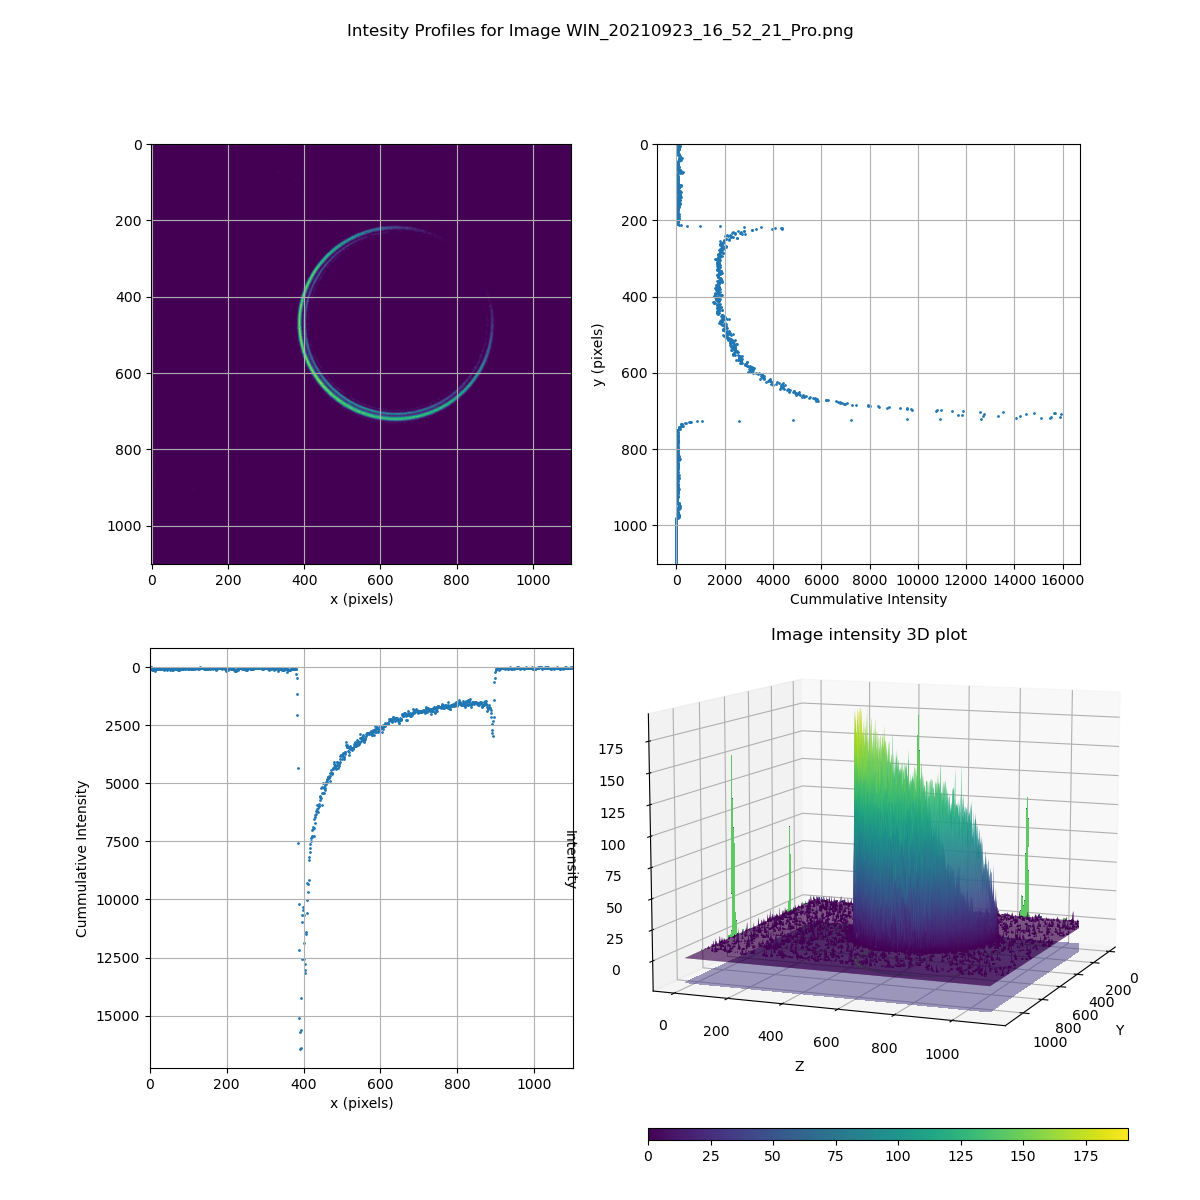 Intesity Profiles for Image WIN_20210923_16_52_21_Pro.png
0
200
400
600
800
1000
0 200 400 600 800 1000
x (pixels)
0
200
400
600
800
1000
y (pixels)
0 2000 4000 6000 8000 10000 12000 14000 16000
Cummulative Intensity
0
2500
5000
7500
10000
12500
15000
Cummulative Intensity
0 200 400 600 800 1000
x (pixels)
Image intensity 3D plot
Intensity
175
150
125
100
75
50
25
0
0 200 400 600 800 1000
Z
0
200
400
600
800
1000
Y
0 25 50 75 100 125 150 175